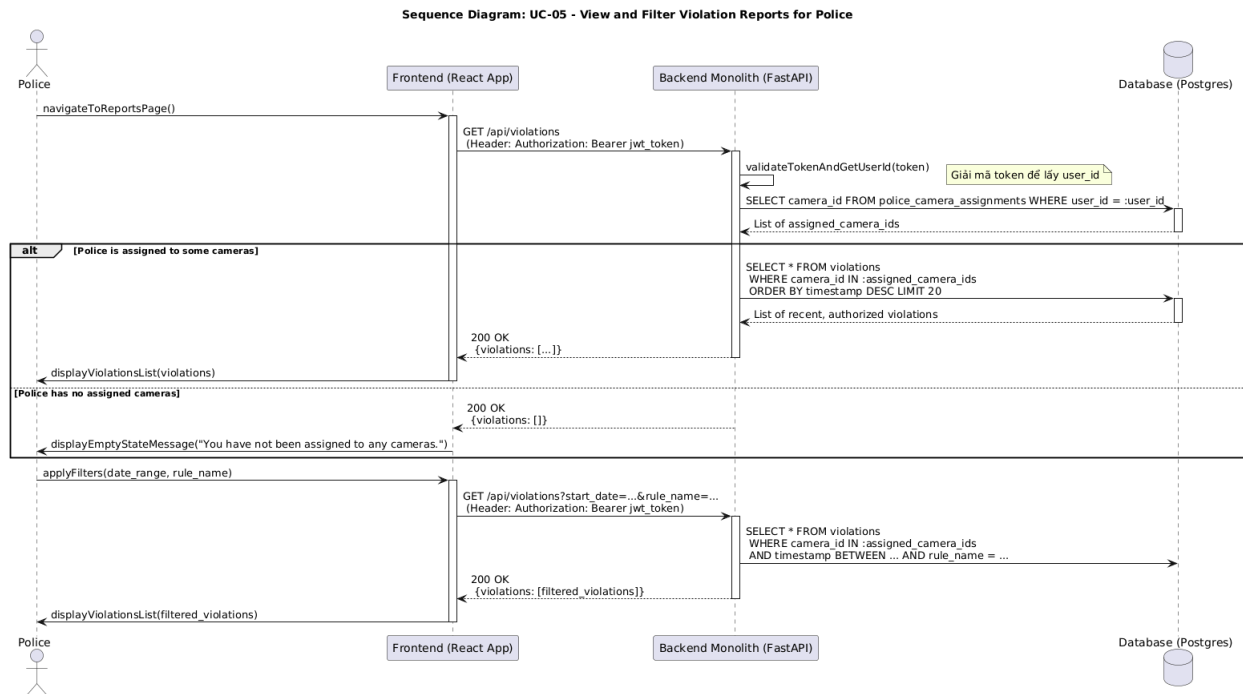 Sequence Diagram: UC-05 - View and Filter Violation Reports for Police
Police
Frontend (React App)
Backend Monolith (FastAPI)
Database (Postgres)
navigateToReportsPage()
GET /api/violations
(Header: Authorization: Bearer jwt_token)
validateTokenAndGetUserId(token)
Giải mã token để lấy user_id
SELECT camera_id FROM police_camera_assignments WHERE user_id = :user_id
List of assigned_camera_ids
alt
[Police is assigned to some cameras]
SELECT * FROM violations
WHERE camera_id IN :assigned_camera_ids
ORDER BY timestamp DESC LIMIT 20
List of recent, authorized violations
200 OK
{violations: [...]}
displayViolationsList(violations)
[Police has no assigned cameras]
200 OK
{violations: []}
displayEmptyStateMessage("You have not been assigned to any cameras.")
applyFilters(date_range, rule_name)
GET /api/violations?start_date=...&rule_name=...
(Header: Authorization: Bearer jwt_token)
SELECT * FROM violations
WHERE camera_id IN :assigned_camera_ids
AND timestamp BETWEEN ... AND rule_name = ...
200 OK
{violations: [filtered_violations]}
displayViolationsList(filtered_violations)
Police
Frontend (React App)
Backend Monolith (FastAPI)
Database (Postgres)